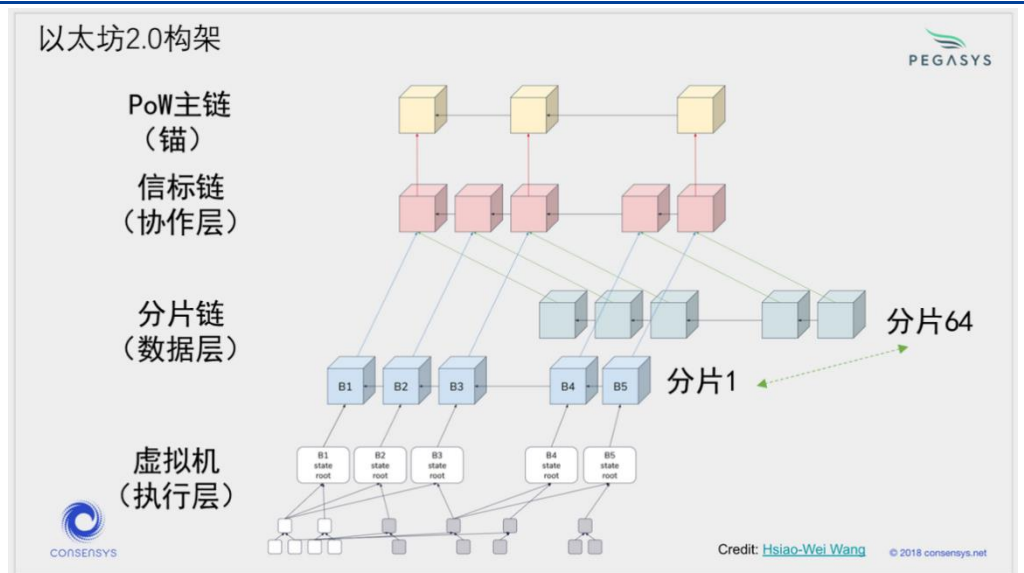 以太坊2.0构架
PEGASYS
PoW主链
（锚）
信标链
（协作层）
分片链
（数据层）
分片64
B1
B2
B3
B4
B5
分片1
虚拟机
（执行层）
B1
state
root
B2
state
root
B3
state
root
B4
state
root
B5
state
root
CONSENSYS
Credit: Hsiao-Wei Wang
© 2018 consensys.net